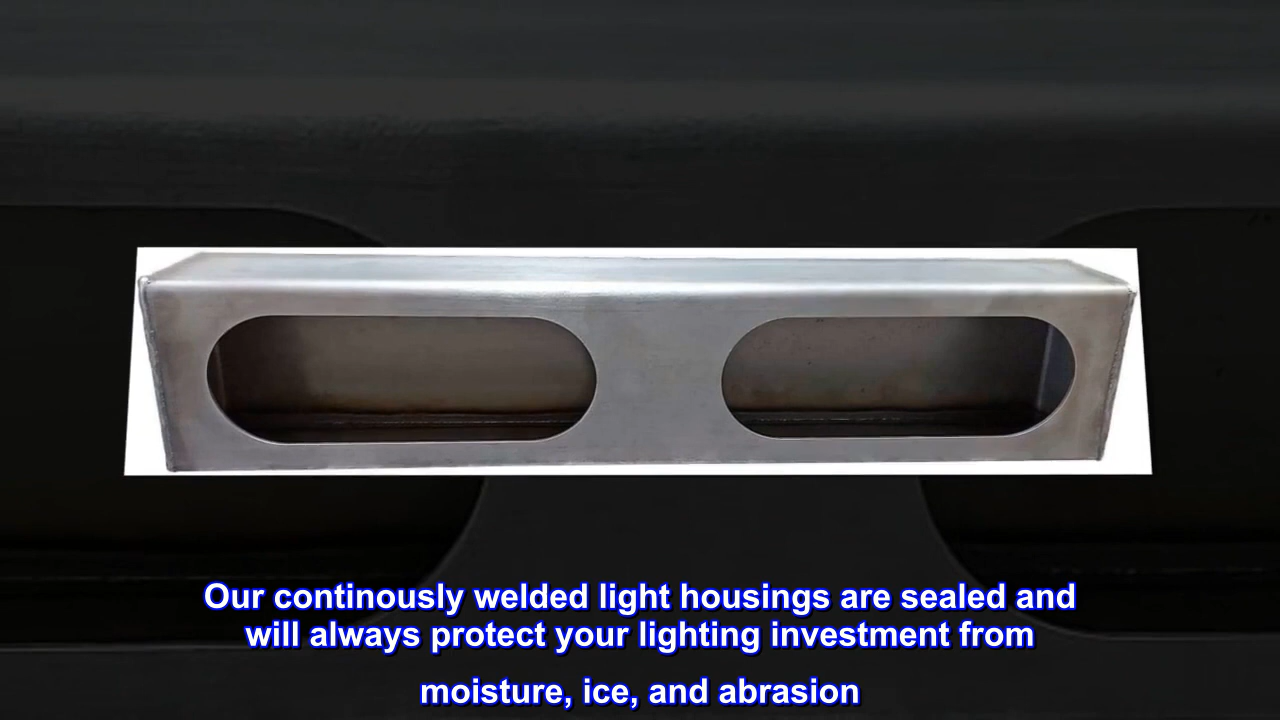 Our continously welded light housings are sealed and
will always protect your lighting investment from
moisture, ice, and abrasion